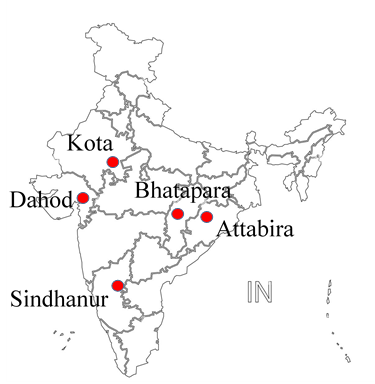 Kota
Bhatapara
Dahod
Attabira
IN
Sindhanur